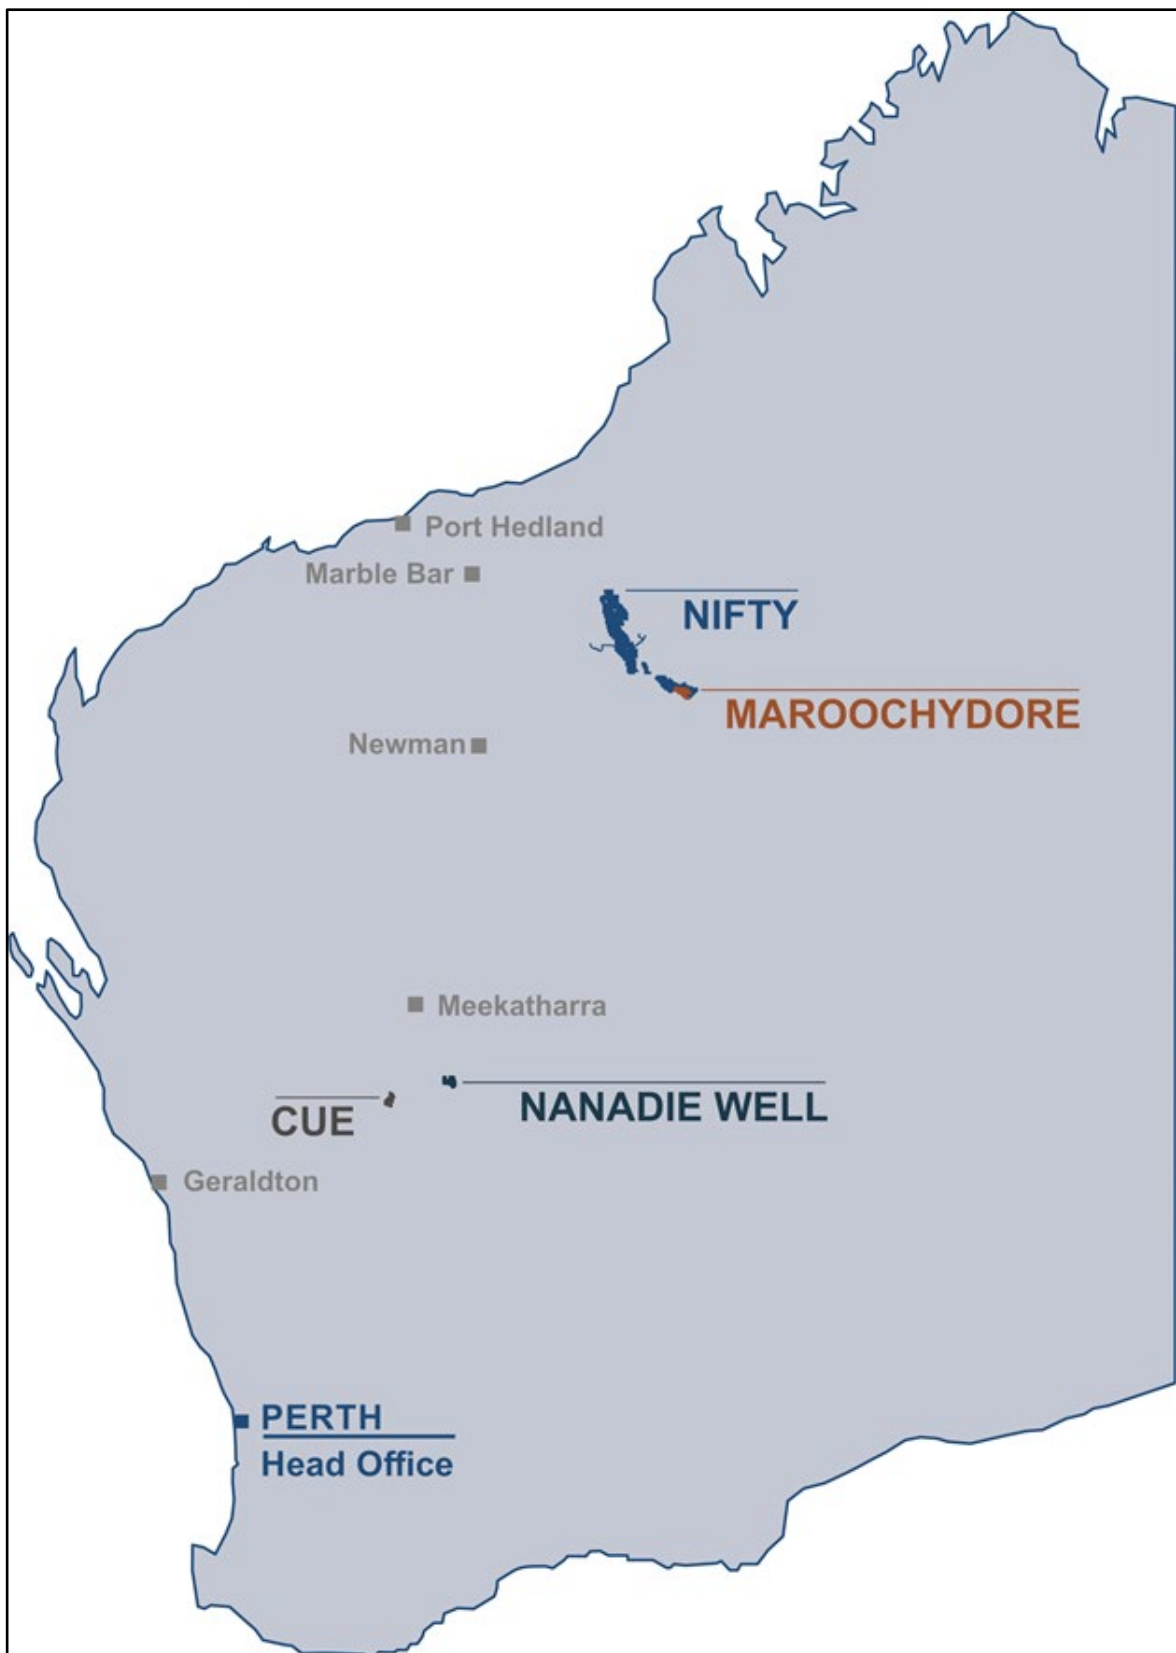 Port Hedland
Marble Bar
NIFTY
MAROOCHYDORE
Newman
Meekatharra
NANADIE WELL
CUE
Geraldton
PERTH
Head Office